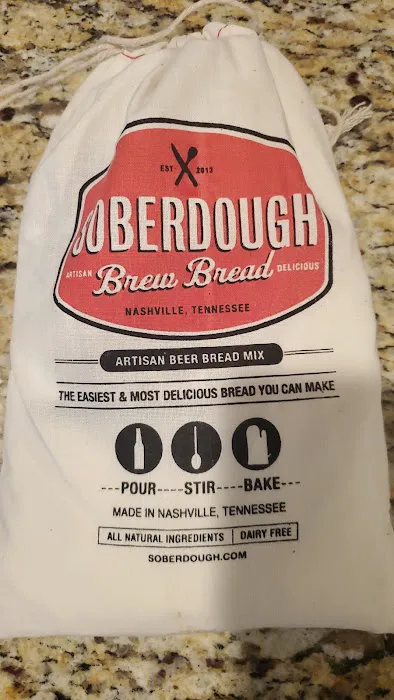 EST 2013
SOBERDOUGH
ARTISAN Brew Bread DELICIOUS
NASHVILLE, TENNESSEE
ARTISAN BEER BREAD MIX
THE EASIEST & MOST DELICIOUS BREAD YOU CAN MAKE
---POUR----STIR----BAKE---
MADE IN NASHVILLE, TENNESSEE
ALL NATURAL INGREDIENTS | DAIRY FREE
SOBERDOUGH.COM